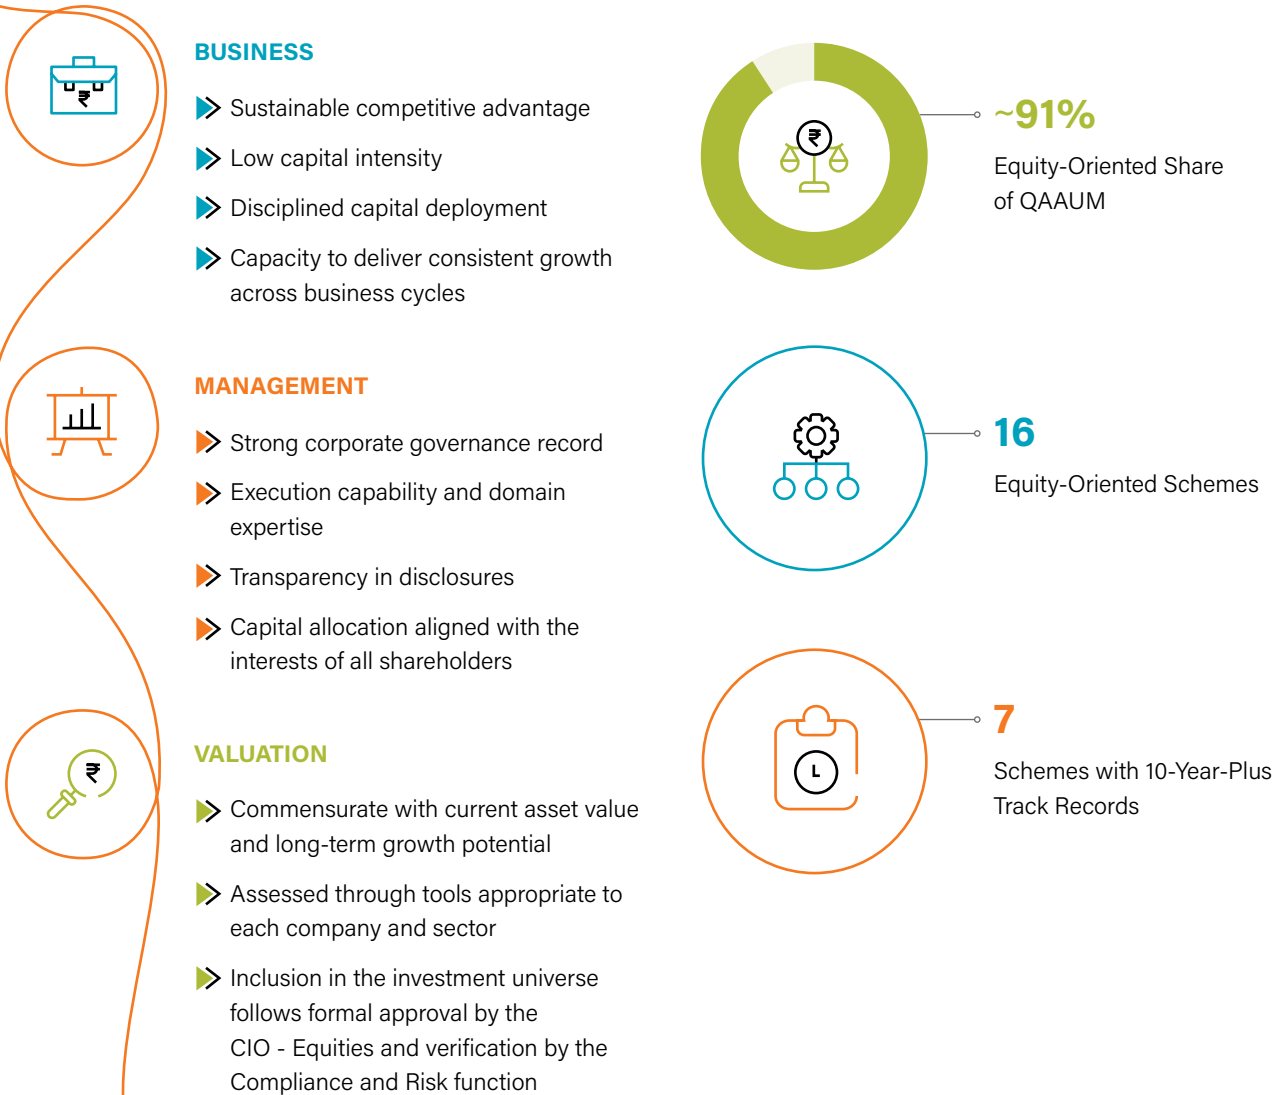 BUSINESS
Sustainable competitive advantage
Low capital intensity
Disciplined capital deployment
Capacity to deliver consistent growth
across business cycles
MANAGEMENT
Strong corporate governance record
Execution capability and domain
expertise
Transparency in disclosures
Capital allocation aligned with the
interests of all shareholders
VALUATION
Commensurate with current asset value
and long-term growth potential
Assessed through tools appropriate to
each company and sector
Inclusion in the investment universe
follows formal approval by the
CIO - Equities and verification by the
Compliance and Risk function
~91%
Equity-Oriented Share
of QAAUM
16
Equity-Oriented Schemes
7
Schemes with 10-Year-Plus
Track Records
₹
₹
₹